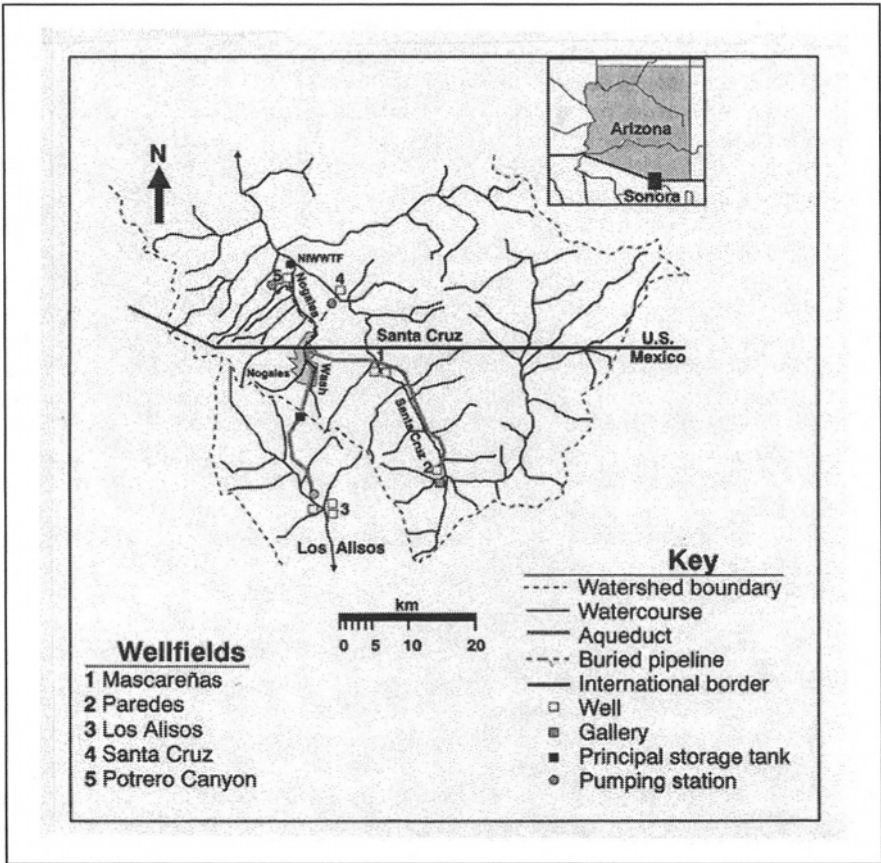 Arizona
Sonora
N
NIWWTF
5
Nogales
4
Santa Cruz
U.S.
Mexico
1
Nogales
Wash
Santa Cruz
2
3
Los Alisos
km
0 5 10 20
Key
Watershed boundary
Watercourse
Aqueduct
Buried pipeline
International border
Well
Gallery
Principal storage tank
Pumping station
Wellfields
1 Mascareñas
2 Paredes
3 Los Alisos
4 Santa Cruz
5 Potrero Canyon